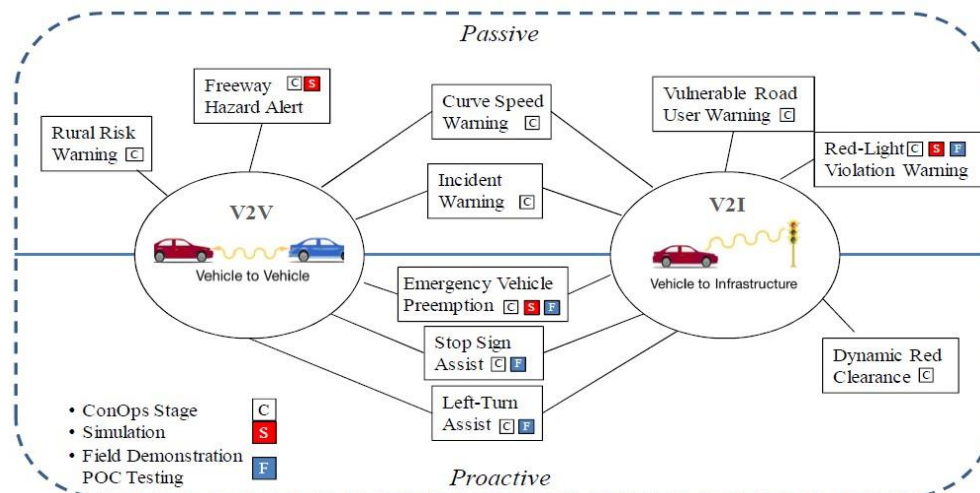 Passive
Freeway C S
Hazard Alert
Rural Risk
Warning C
Curve Speed
Warning C
Incident
Warning C
Vulnerable Road
User Warning C
Red-Light C S F
Violation Warning
V2V
Vehicle to Vehicle
V2I
Vehicle to Infrastructure
Emergency Vehicle
Preemption C S F
Stop Sign
Assist C F
Left-Turn
Assist C F
Dynamic Red
Clearance C
• ConOps Stage C
• Simulation S
• Field Demonstration
POC Testing F
Proactive